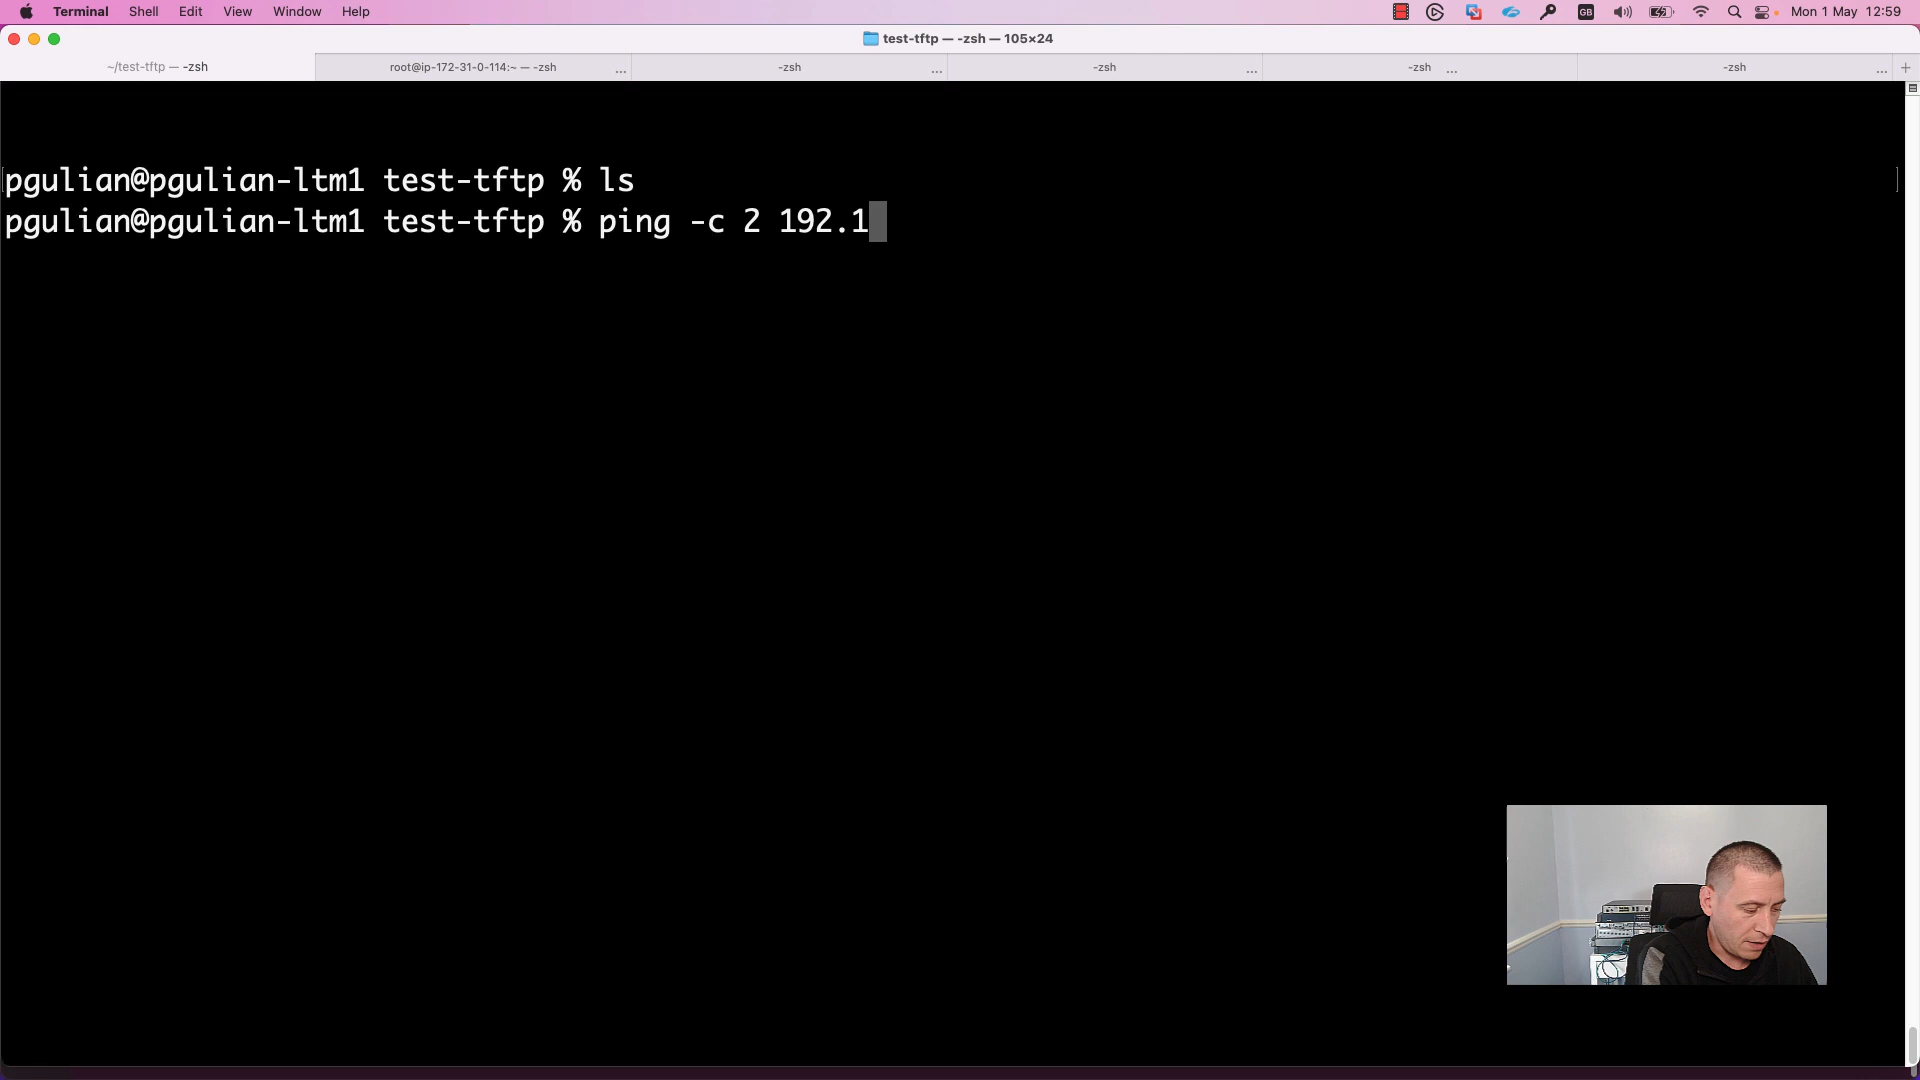 Terminal Shell Edit View Window Help GB Mon 1 May 12:59
test-tftp — -zsh — 105×24
~/test-tftp — -zsh root@ip-172-31-0-114:~ — -zsh ... -zsh ... -zsh ... -zsh ... -zsh ... +
pgulian@pgulian-ltm1 test-tftp % ls
pgulian@pgulian-ltm1 test-tftp % ping -c 2 192.1